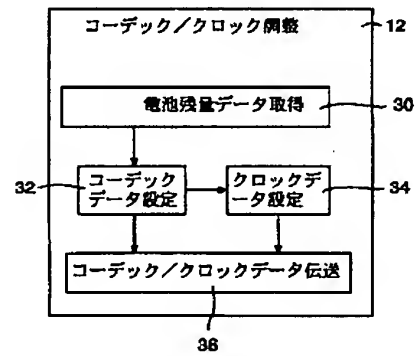 コーデック／クロック調整
12
電池残量データ取得
30
32
コーデック
データ設定
クロックデ
ータ設定
34
コーデック／クロックデータ伝送
38